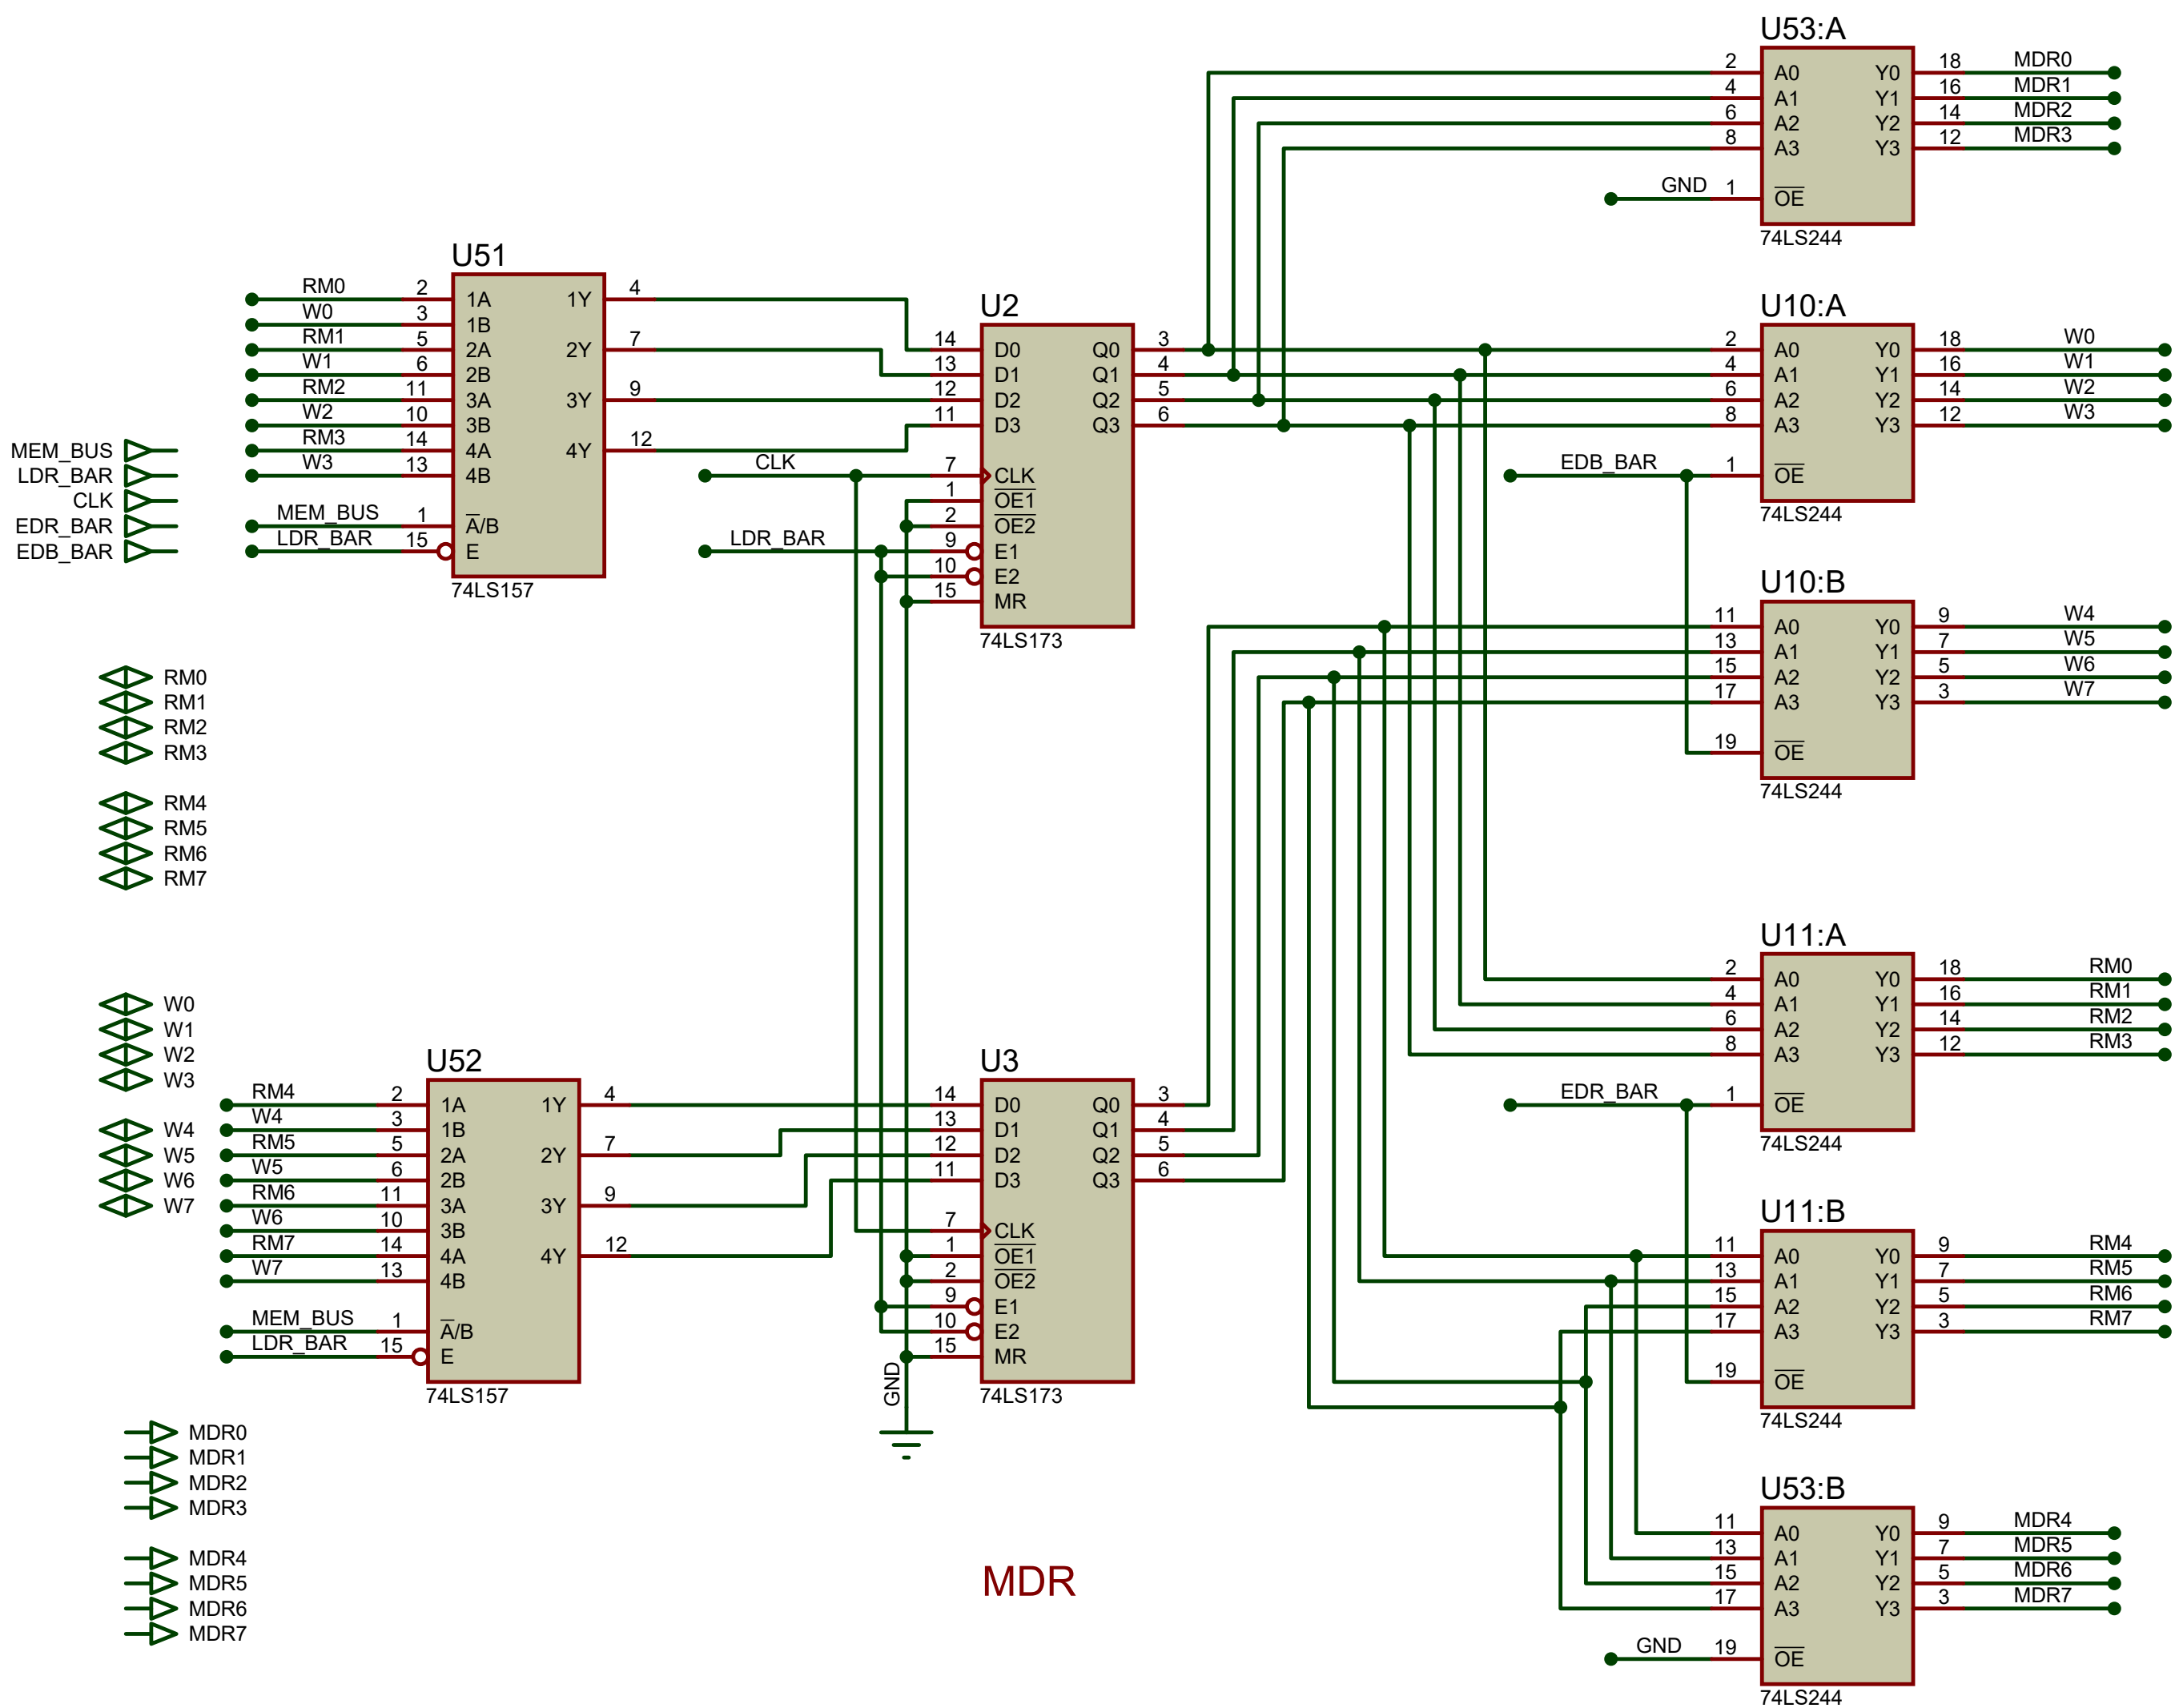 MEM_BUS
LDR_BAR
CLK
EDR_BAR
EDB_BAR
RM0
RM1
RM2
RM3
RM4
RM5
RM6
RM7
W0
W1
W2
W3
W4
W5
W6
W7
MDR0
MDR1
MDR2
MDR3
MDR4
MDR5
MDR6
MDR7
U51
RM0 2 1A 1Y 4
W0 3 1B
RM1 5 2A 2Y 7
W1 6 2B
RM2 11 3A 3Y 9
W2 10 3B
RM3 14 4A 4Y 12
W3 13 4B
MEM_BUS 1 A/B
LDR_BAR 15 E
74LS157
U52
RM4 2 1A 1Y 4
W4 3 1B
RM5 5 2A 2Y 7
W5 6 2B
RM6 11 3A 3Y 9
W6 10 3B
RM7 14 4A 4Y 12
W7 13 4B
MEM_BUS 1 A/B
LDR_BAR 15 E
74LS157
U2
14 D0 Q0 3
13 D1 Q1 4
12 D2 Q2 5
11 D3 Q3 6
CLK 7 CLK
1 OE1
2 OE2
LDR_BAR 9 E1
10 E2
15 MR
74LS173
U3
14 D0 Q0 3
13 D1 Q1 4
12 D2 Q2 5
11 D3 Q3 6
7 CLK
1 OE1
2 OE2
9 E1
10 E2
15 MR
74LS173
GND
MDR
U53:A
2 A0 Y0 18 MDR0
4 A1 Y1 16 MDR1
6 A2 Y2 14 MDR2
8 A3 Y3 12 MDR3
GND 1 OE
74LS244
U10:A
2 A0 Y0 18 W0
4 A1 Y1 16 W1
6 A2 Y2 14 W2
8 A3 Y3 12 W3
EDB_BAR 1 OE
74LS244
U10:B
11 A0 Y0 9 W4
13 A1 Y1 7 W5
15 A2 Y2 5 W6
17 A3 Y3 3 W7
19 OE
74LS244
U11:A
2 A0 Y0 18 RM0
4 A1 Y1 16 RM1
6 A2 Y2 14 RM2
8 A3 Y3 12 RM3
EDR_BAR 1 OE
74LS244
U11:B
11 A0 Y0 9 RM4
13 A1 Y1 7 RM5
15 A2 Y2 5 RM6
17 A3 Y3 3 RM7
19 OE
74LS244
U53:B
11 A0 Y0 9 MDR4
13 A1 Y1 7 MDR5
15 A2 Y2 5 MDR6
17 A3 Y3 3 MDR7
GND 19 OE
74LS244